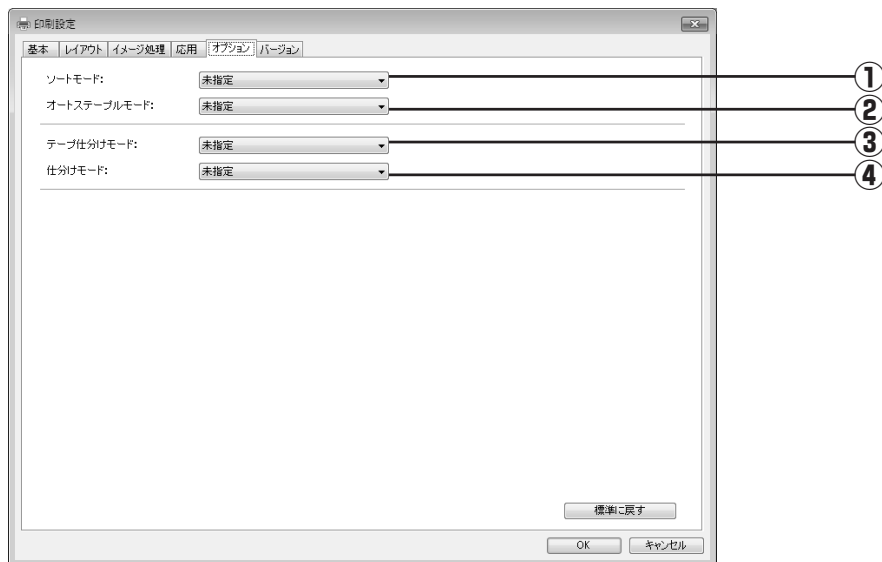 印刷設定
基本 レイアウト イメージ処理 応用 オプション バージョン
ソートモード: 未指定 ①
オートステープルモード: 未指定 ②
テープ仕分けモード: 未指定 ③
仕分けモード: 未指定 ④
標準に戻す
OK キャンセル